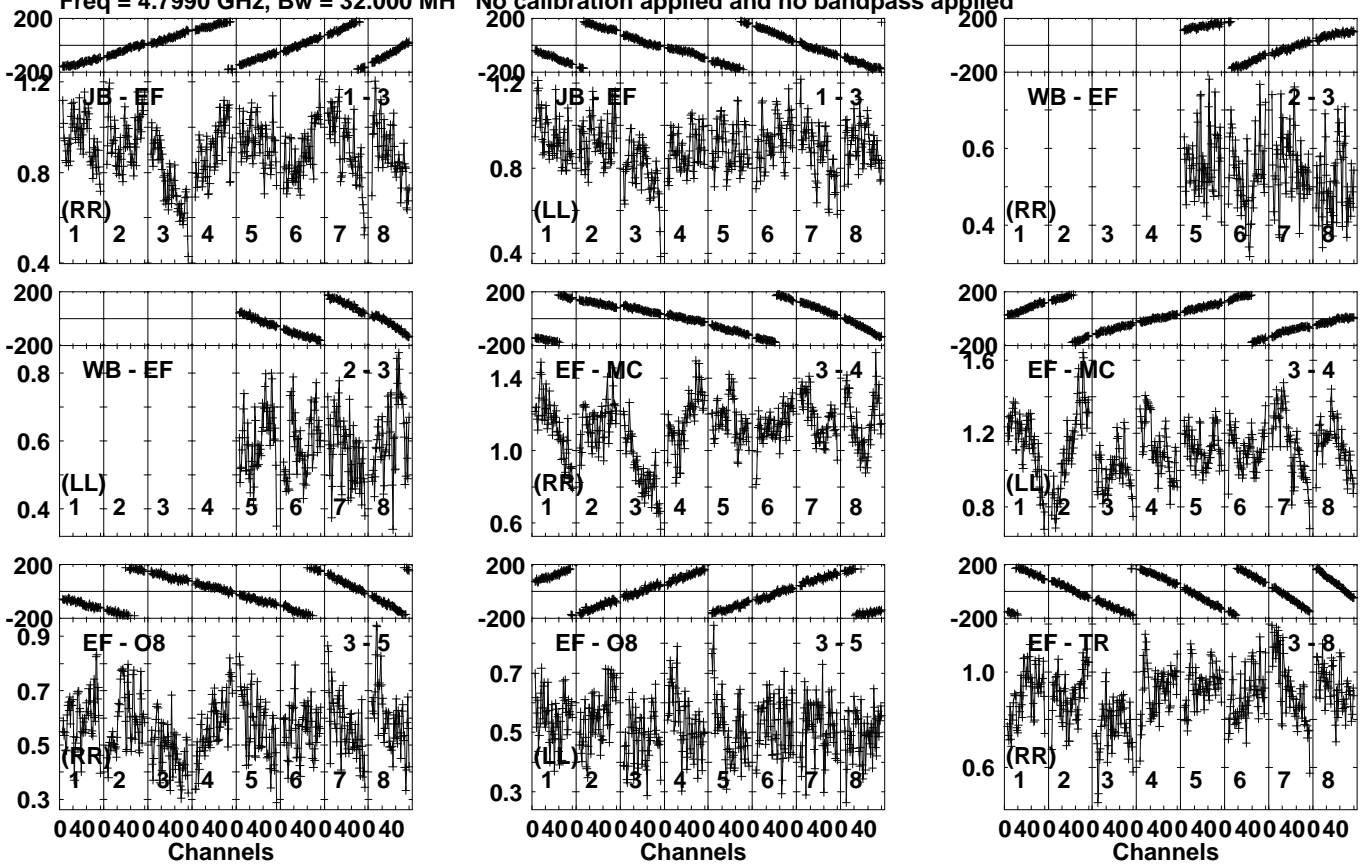 Freq = 4.7990 GHz, Bw = 32.000 MH No calibration applied and no bandpass applied
200
-200
1.2
0.8
0.4
JB - EF 1 - 3
(RR)
1 2 3 4 5 6 7 8
200
-200
1.2
0.8
0.4
JB - EF 1 - 3
(LL)
1 2 3 4 5 6 7 8
200
-200
0.6
0.4
WB - EF 2 - 3
(RR)
1 2 3 4 5 6 7 8
200
-200
0.8
0.6
0.4
WB - EF 2 - 3
(LL)
1 2 3 4 5 6 7 8
200
-200
1.4
1.0
0.6
EF - MC 3 - 4
(RR)
1 2 3 4 5 6 7 8
200
-200
1.6
1.2
0.8
EF - MC 3 - 4
(LL)
1 2 3 4 5 6 7 8
200
-200
0.9
0.7
0.5
0.3
EF - O8 3 - 5
(RR)
1 2 3 4 5 6 7 8
0 40 0 40 0 40 0 40 0 40 0 40 0 40 0 40
Channels
200
-200
0.7
0.5
0.3
EF - O8 3 - 5
(LL)
1 2 3 4 5 6 7 8
0 40 0 40 0 40 0 40 0 40 0 40 0 40 0 40
Channels
200
-200
1.0
0.6
EF - TR 3 - 8
(RR)
1 2 3 4 5 6 7 8
0 40 0 40 0 40 0 40 0 40 0 40 0 40 0 40
Channels